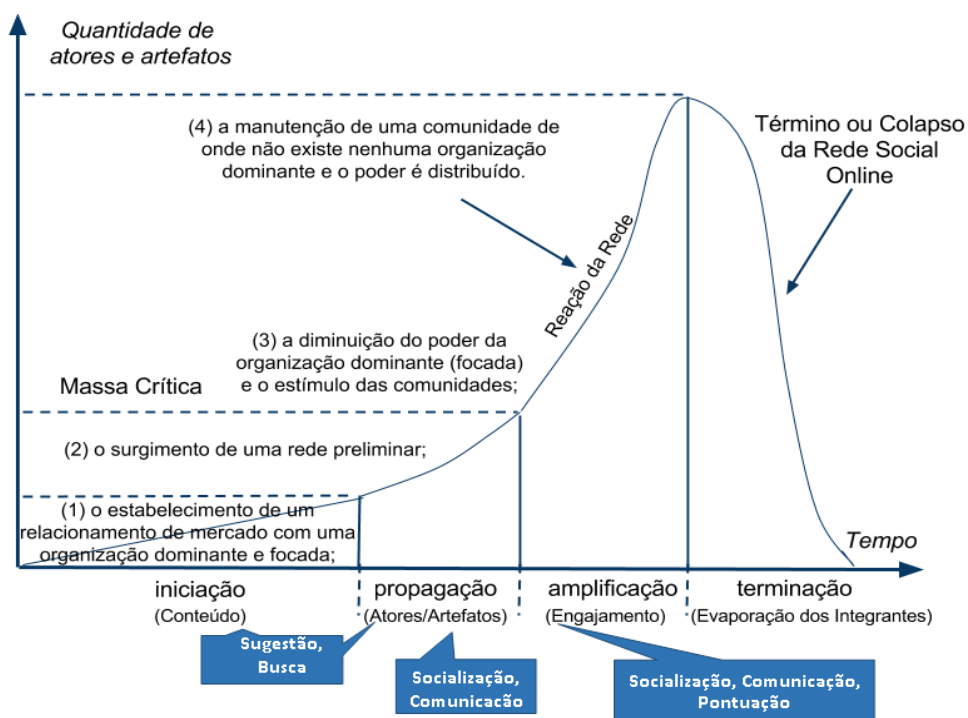 Quantidade de
atores e artefatos
(4) a manutenção de uma comunidade de
onde não existe nenhuma organização
dominante e o poder é distribuído.
Término ou Colapso
da Rede Social
Online
Reação da Rede
(3) a diminuição do poder da
organização dominante (focada)
e o estímulo das comunidades;
Massa Crítica
(2) o surgimento de uma rede preliminar;
(1) o estabelecimento de um
relacionamento de mercado com uma
organização dominante e focada;
Tempo
iniciação
(Conteúdo)
propagação
(Atores/Artefatos)
amplificação
(Engajamento)
terminação
(Evaporação dos Integrantes)
Sugestão,
Busca
Socialização,
Comunicacão
Socialização, Comunicação,
Pontuação